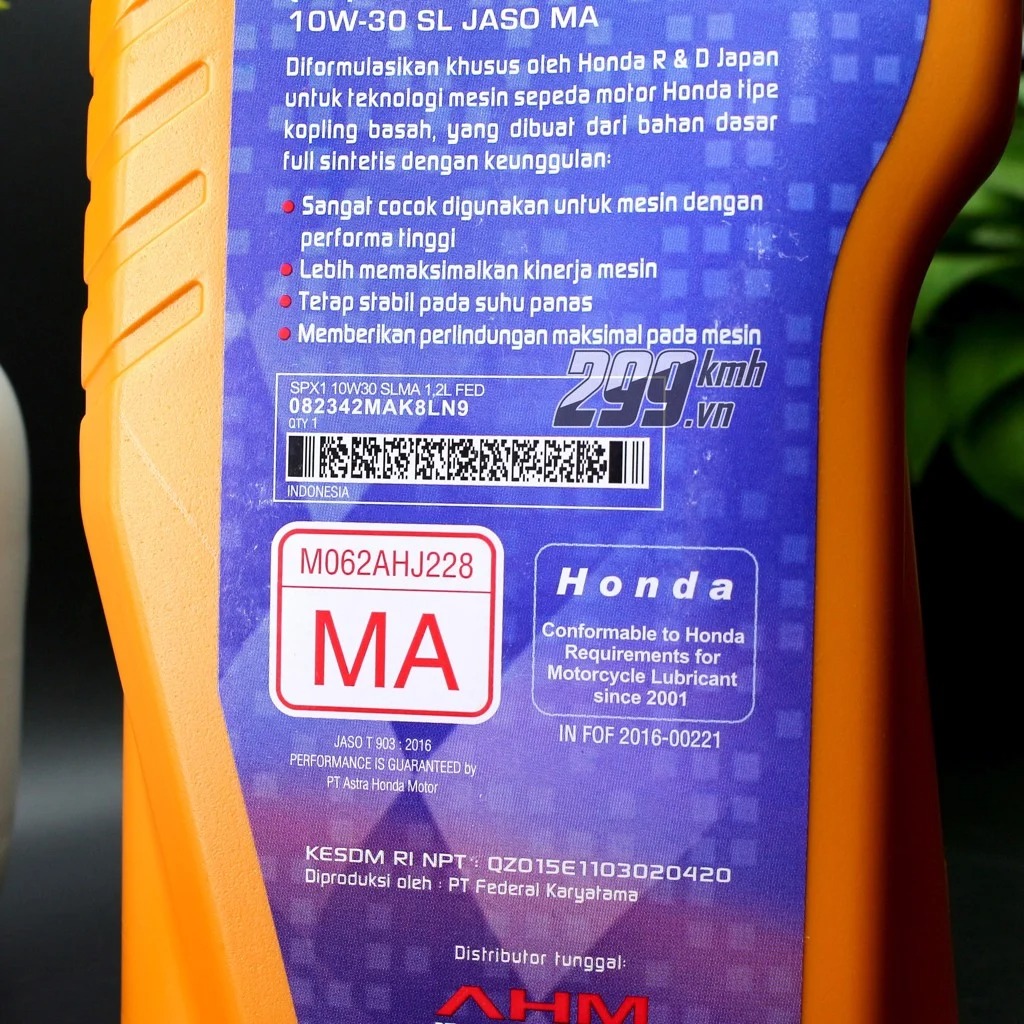 10W-30 SL JASO MA
Diformulasikan khusus oleh Honda R & D Japan
untuk teknologi mesin sepeda motor Honda tipe
kopling basah, yang dibuat dari bahan dasar
full sintetis dengan keunggulan:
Sangat cocok digunakan untuk mesin dengan
performa tinggi
Lebih memaksimalkan kinerja mesin
Tetap stabil pada suhu panas
Memberikan perlindungan maksimal pada mesin
299kmh.vn
SPX1 10W30 SLMA 1,2L FED
082342MAK8LN9
QTY 1
INDONESIA
M062AHJ228
MA
JASO T 903 : 2016
PERFORMANCE IS GUARANTEED by
PT Astra Honda Motor
Honda
Conformable to Honda
Requirements for
Motorcycle Lubricant
since 2001
IN FOF 2016-00221
KESDM RI NPT : QZ015E1103020420
Diproduksi oleh : PT Federal Karyatama
Distributor tunggal:
AHM